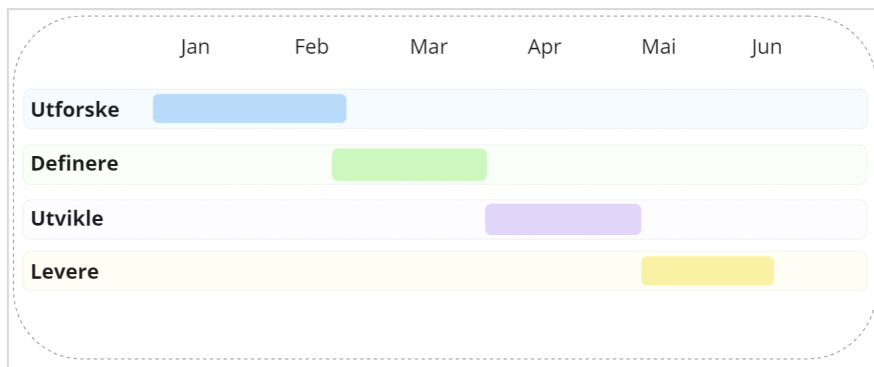 Jan Feb Mar Apr Mai Jun
Utforske
Definere
Utvikle
Levere